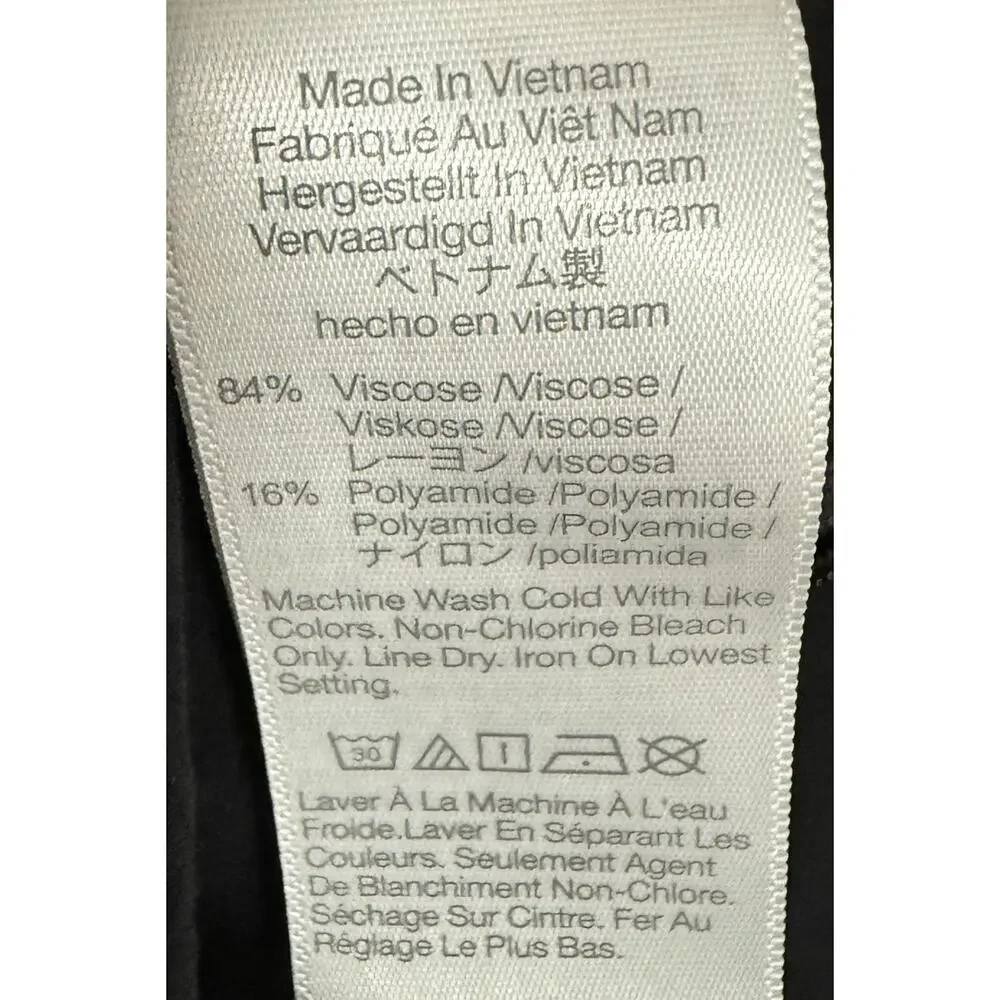 Made In Vietnam
Fabriqué Au Viêt Nam
Hergestellt In Vietnam
Vervaardigd In Vietnam
ベトナム製
hecho en vietnam
84% Viscose /Viscose /
Viskose /Viscose /
レーヨン /viscosa
16% Polyamide /Polyamide /
Polyamide /Polyamide /
ナイロン /poliamida
Machine Wash Cold With Like
Colors. Non-Chlorine Bleach
Only. Line Dry. Iron On Lowest
Setting.
30
Laver À La Machine À L'eau
Froide.Laver En Séparant Les
Couleurs. Seulement Agent
De Blanchiment Non-Chlore.
Séchage Sur Cintre. Fer Au
Réglage Le Plus Bas.